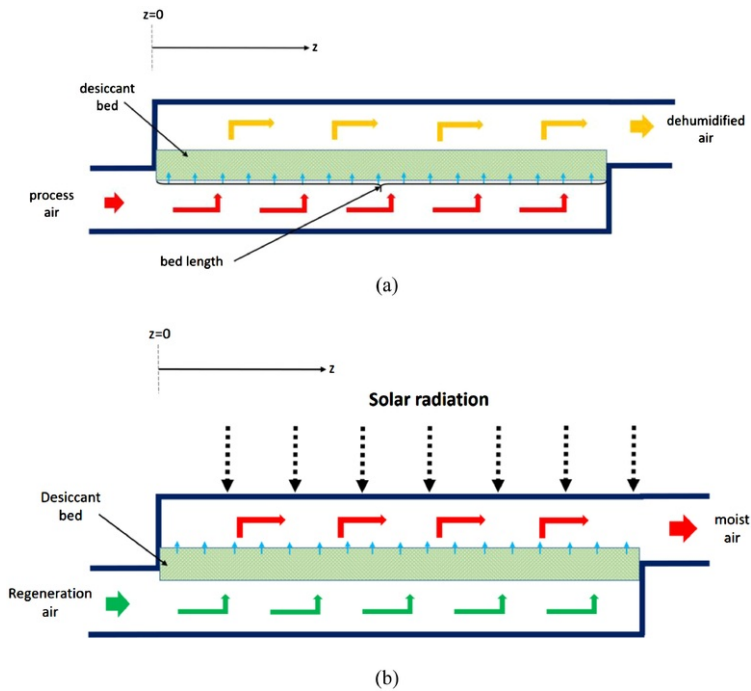 z=0
z
desiccant
bed
dehumidified
air
process
air
bed length
(a)
z=0
z
Solar radiation
Desiccant
bed
moist
air
Regeneration
air
(b)